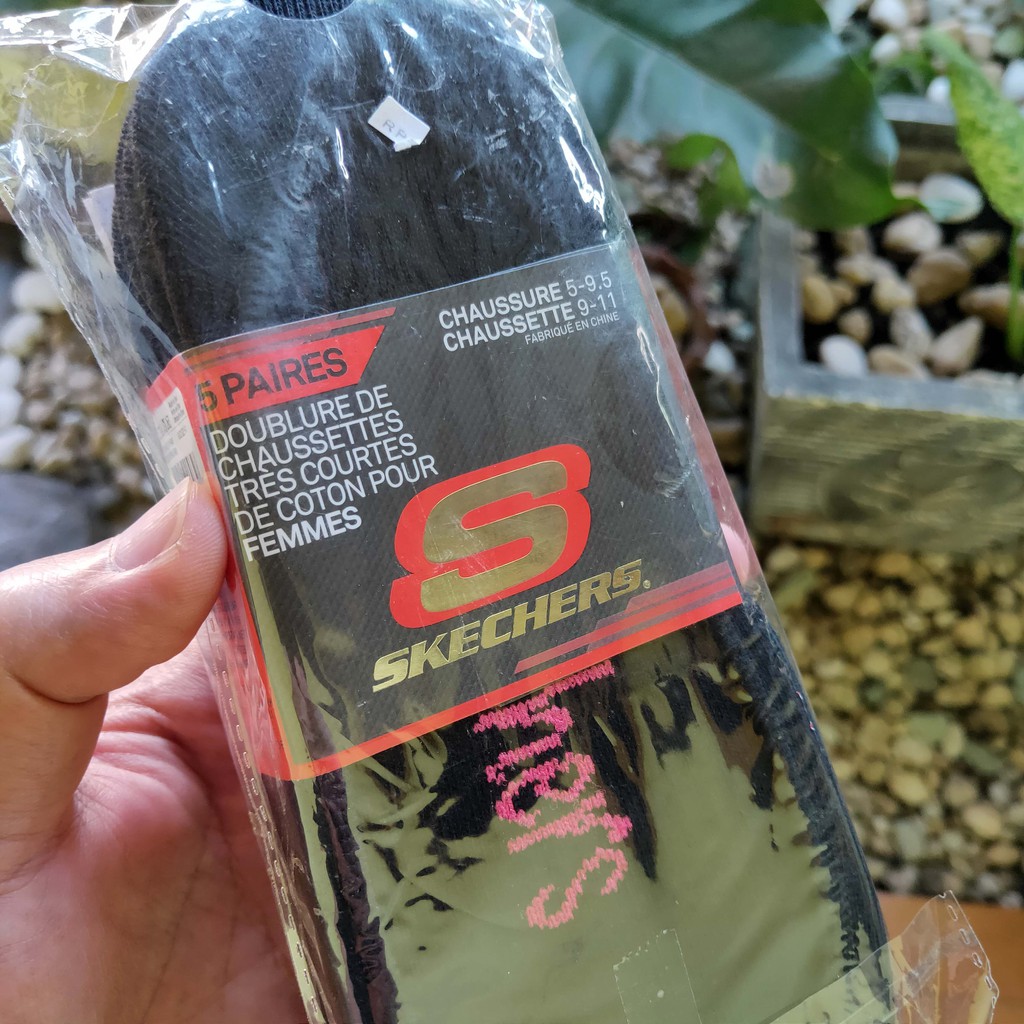 RP
CHAUSSURE 5-9.5
CHAUSSETTE 9-11
FABRIQUÉ EN CHINE
5 PAIRES
DOUBLURE DE
CHAUSSETTES
TRÈS COURTES
DE COTON POUR
FEMMES
S
SKECHERS.